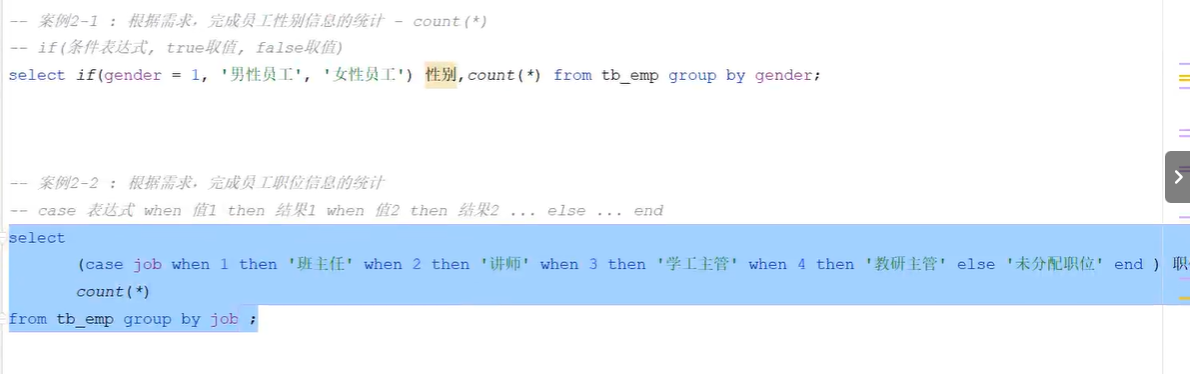 -- 案例2-1 : 根据需求，完成员工性别信息的统计 - count(*)
-- if(条件表达式, true取值, false取值)
select if(gender = 1, '男性员工', '女性员工') 性别,count(*) from tb_emp group by gender;
-- 案例2-2 : 根据需求，完成员工职位信息的统计
-- case 表达式 when 值1 then 结果1 when 值2 then 结果2 ... else ... end
select
(case job when 1 then '班主任' when 2 then '讲师' when 3 then '学工主管' when 4 then '教研主管' else '未分配职位' end ) 职
count(*)
from tb_emp group by job ;